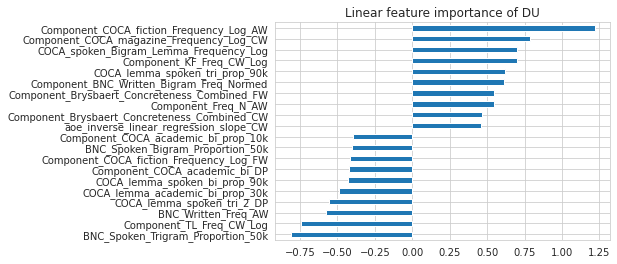 Linear feature importance of DU
Component_COCA_fiction_Frequency_Log_AW
Component_COCA_magazine_Frequency_Log_CW
COCA_spoken_Bigram_Lemma_Frequency_Log
Component_KF_Freq_CW_Log
COCA_lemma_spoken_tri_prop_90k
Component_BNC_Written_Bigram_Freq_Normed
Component_Brysbaert_Concreteness_Combined_FW
Component_Freq_N_AW
Component_Brysbaert_Concreteness_Combined_CW
aoe_inverse_linear_regression_slope_CW
Component_COCA_academic_bi_prop_10k
BNC_Spoken_Bigram_Proportion_50k
Component_COCA_fiction_Frequency_Log_FW
Component_COCA_academic_bi_DP
COCA_lemma_spoken_bi_prop_90k
COCA_lemma_academic_bi_prop_30k
COCA_lemma_spoken_tri_2_DP
BNC_Written_Freq_AW
Component_TL_Freq_CW_Log
BNC_Spoken_Trigram_Proportion_50k
−0.75 −0.50 −0.25 0.00 0.25 0.50 0.75 1.00 1.25